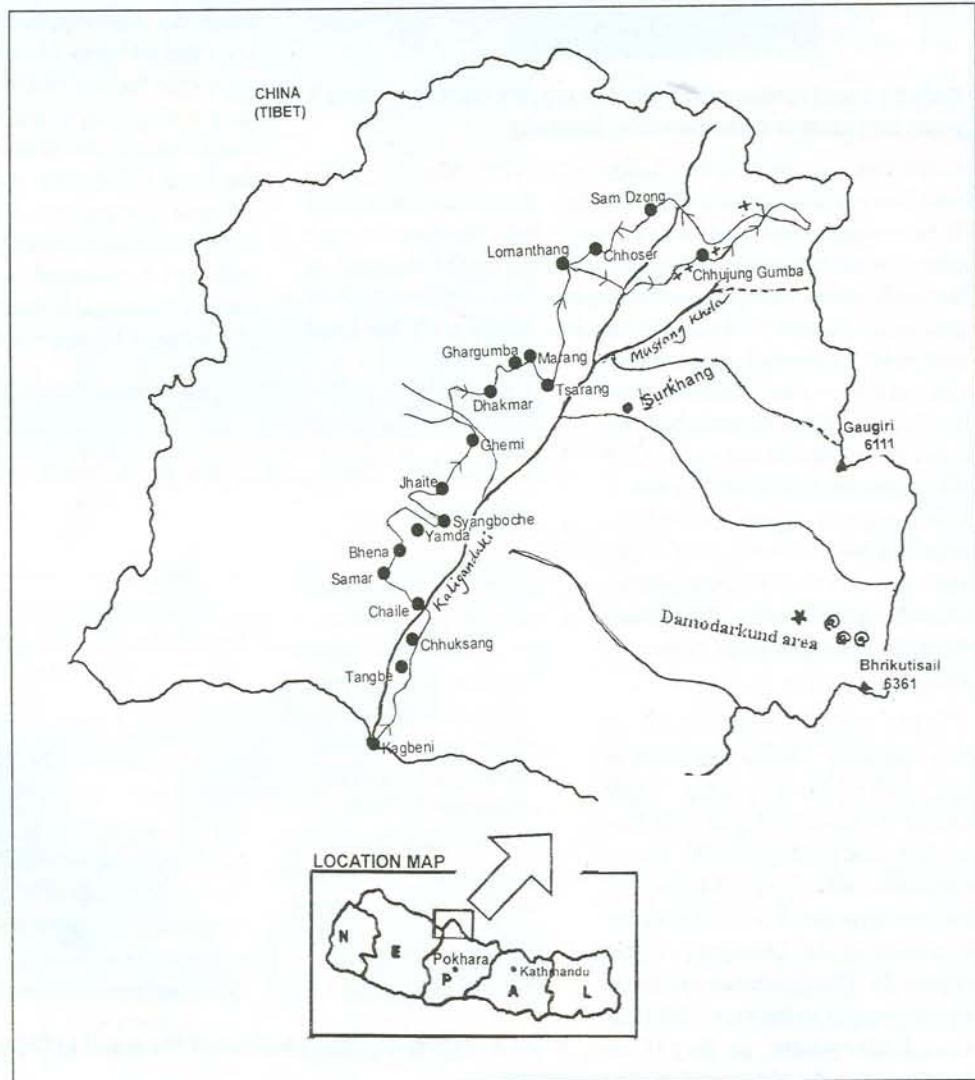 CHINA
(TIBET)
Sam Dzong
Lomanthang
Chhoser
Chhujung Gumba
Mustang Khola
Ghargumba
Marang
Tsarang
Dhakmar
Surkhang
Gaugiri
6111
Ghemi
Jhaite
Syangboche
Yamda
Bhena
Kaligandaki
Samar
Chaile
Damodarkund area
Chhuksang
Bhrikutisail
6361
Tangbe
Kagbeni
LOCATION MAP
N
E
Pokhara
P
Kathmandu
A
L